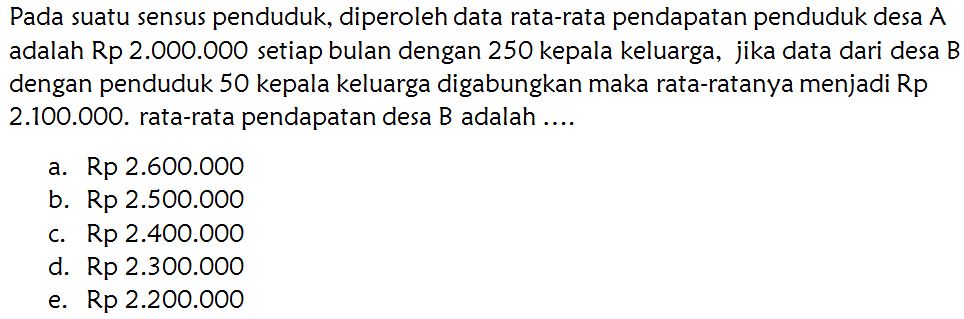 Pada suatu sensus penduduk, diperoleh data rata-rata pendapatan penduduk desa A
adalah Rp 2.000.000 setiap bulan dengan 250 kepala keluarga, jika data dari desa B
dengan penduduk 50 kepala keluarga digabungkan maka rata-ratanya menjadi Rp
2.100.000. rata-rata pendapatan desa B adalah ....
a. Rp 2.600.000
b. Rp 2.500.000
c. Rp 2.400.000
d. Rp 2.300.000
e. Rp 2.200.000